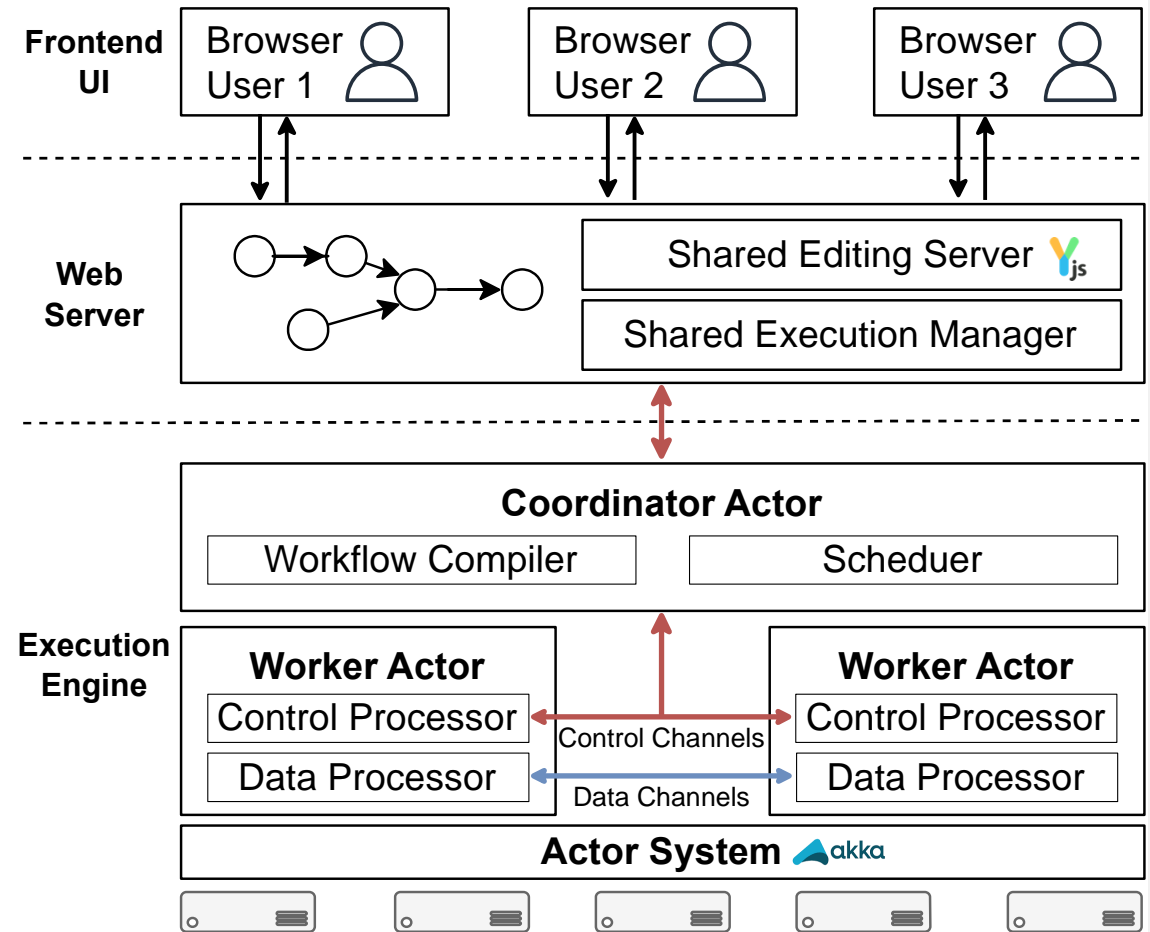 Frontend
UI
Browser
User 1
Browser
User 2
Browser
User 3
Web
Server
Shared Editing Server Yjs
Shared Execution Manager
Execution
Engine
Coordinator Actor
Workflow Compiler
Scheduer
Worker Actor
Control Processor
Data Processor
Control Channels
Data Channels
Worker Actor
Control Processor
Data Processor
Actor System akka